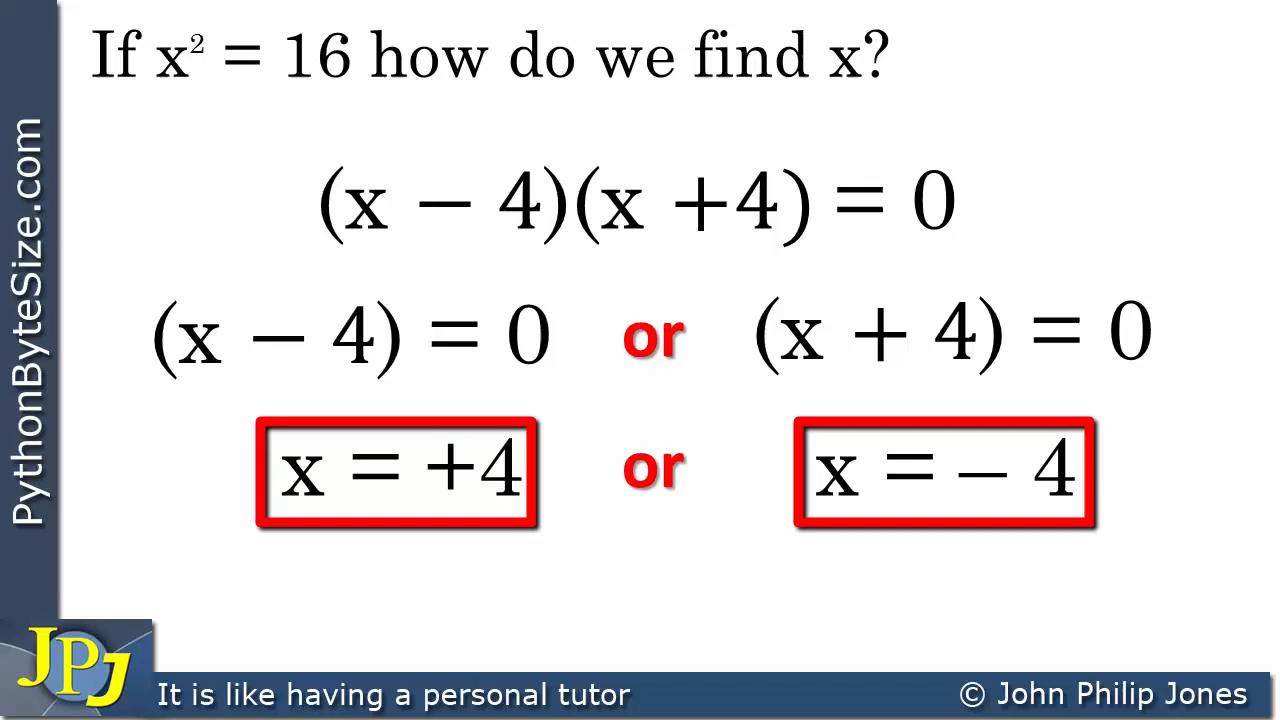 If x² = 16 how do we find x?
(x − 4)(x +4) = 0
(x − 4) = 0 or (x + 4) = 0
x = +4 or x = − 4
PythonByteSize.com
JPJ
It is like having a personal tutor
© John Philip Jones